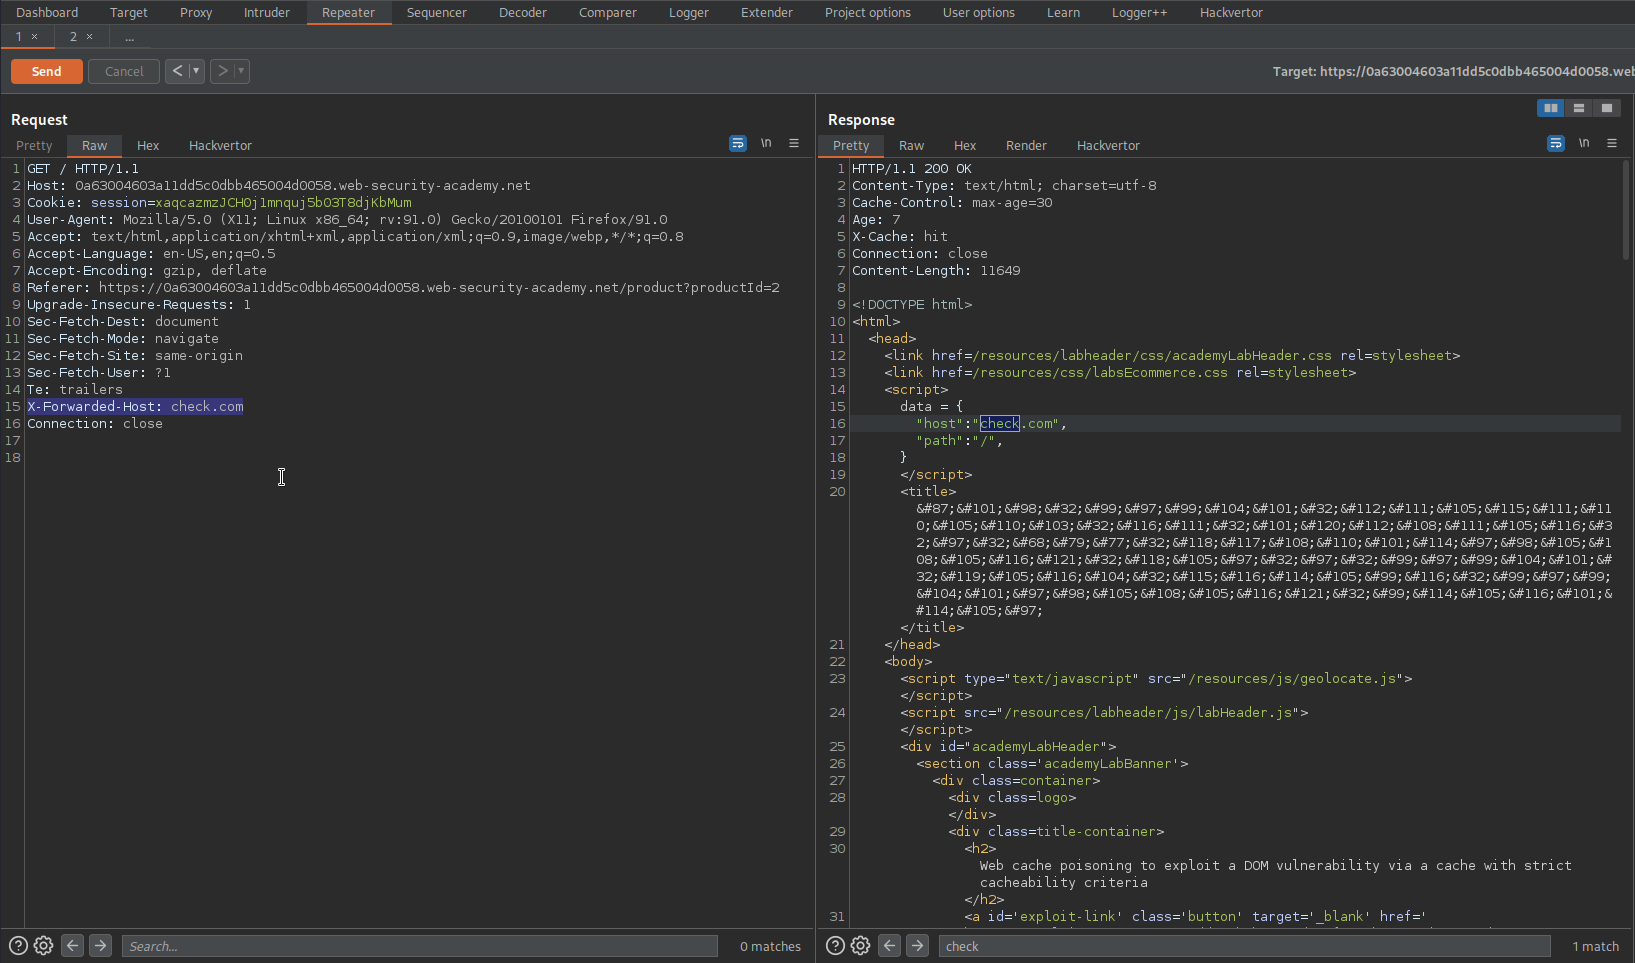 Dashboard Target Proxy Intruder Repeater Sequencer Decoder Comparer Logger Extender Project options User options Learn Logger++ Hackvertor
1 × 2 × ...
Send Cancel < ▾ > ▾ Target: https://0a63004603a11dd5c0dbb465004d0058.web
Request
Pretty Raw Hex Hackvertor \n
1 GET / HTTP/1.1
2 Host: 0a63004603a11dd5c0dbb465004d0058.web-security-academy.net
3 Cookie: session=xaqcazmzJCHOj1mnquj5b03T8djKbMum
4 User-Agent: Mozilla/5.0 (X11; Linux x86_64; rv:91.0) Gecko/20100101 Firefox/91.0
5 Accept: text/html,application/xhtml+xml,application/xml;q=0.9,image/webp,*/*;q=0.8
6 Accept-Language: en-US,en;q=0.5
7 Accept-Encoding: gzip, deflate
8 Referer: https://0a63004603a11dd5c0dbb465004d0058.web-security-academy.net/product?productId=2
9 Upgrade-Insecure-Requests: 1
10 Sec-Fetch-Dest: document
11 Sec-Fetch-Mode: navigate
12 Sec-Fetch-Site: same-origin
13 Sec-Fetch-User: ?1
14 Te: trailers
15 X-Forwarded-Host: check.com
16 Connection: close
17
18
Search... 0 matches
Response
Pretty Raw Hex Render Hackvertor \n
1 HTTP/1.1 200 OK
2 Content-Type: text/html; charset=utf-8
3 Cache-Control: max-age=30
4 Age: 7
5 X-Cache: hit
6 Connection: close
7 Content-Length: 11649
8
9 <!DOCTYPE html>
10 <html>
11 <head>
12 <link href=/resources/labheader/css/academyLabHeader.css rel=stylesheet>
13 <link href=/resources/css/labsEcommerce.css rel=stylesheet>
14 <script>
15 data = {
16 "host":"check.com",
17 "path":"/",
18 }
19 </script>
20 <title>
&#87;&#101;&#98;&#32;&#99;&#97;&#99;&#104;&#101;&#32;&#112;&#111;&#105;&#115;&#111;&#11
0;&#105;&#110;&#103;&#32;&#116;&#111;&#32;&#101;&#120;&#112;&#108;&#111;&#105;&#116;&#3
2;&#97;&#32;&#68;&#79;&#77;&#32;&#118;&#117;&#108;&#110;&#101;&#114;&#97;&#98;&#105;&#1
08;&#105;&#116;&#121;&#32;&#118;&#105;&#97;&#32;&#97;&#32;&#99;&#97;&#99;&#104;&#101;&#
32;&#119;&#105;&#116;&#104;&#32;&#115;&#116;&#114;&#105;&#99;&#116;&#32;&#99;&#97;&#99;
&#104;&#101;&#97;&#98;&#105;&#108;&#105;&#116;&#121;&#32;&#99;&#114;&#105;&#116;&#101;&
#114;&#105;&#97;
</title>
21 </head>
22 <body>
23 <script type="text/javascript" src="/resources/js/geolocate.js">
</script>
24 <script src="/resources/labheader/js/labHeader.js">
</script>
25 <div id="academyLabHeader">
26 <section class='academyLabBanner'>
27 <div class=container>
28 <div class=logo>
</div>
29 <div class=title-container>
30 <h2>
Web cache poisoning to exploit a DOM vulnerability via a cache with strict
cacheability criteria
</h2>
31 <a id='exploit-link' class='button' target='_blank' href='
check 1 match